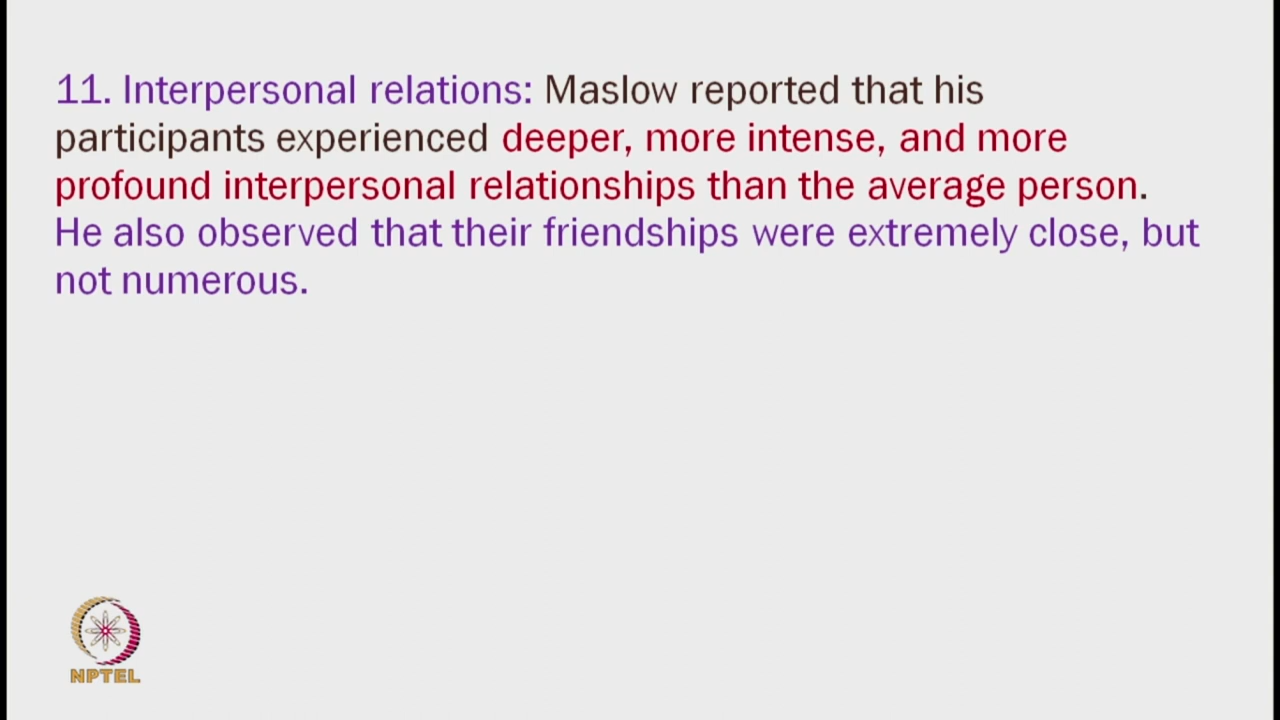 11. Interpersonal relations: Maslow reported that his
participants experienced deeper, more intense, and more
profound interpersonal relationships than the average person.
He also observed that their friendships were extremely close, but
not numerous.
NPTEL